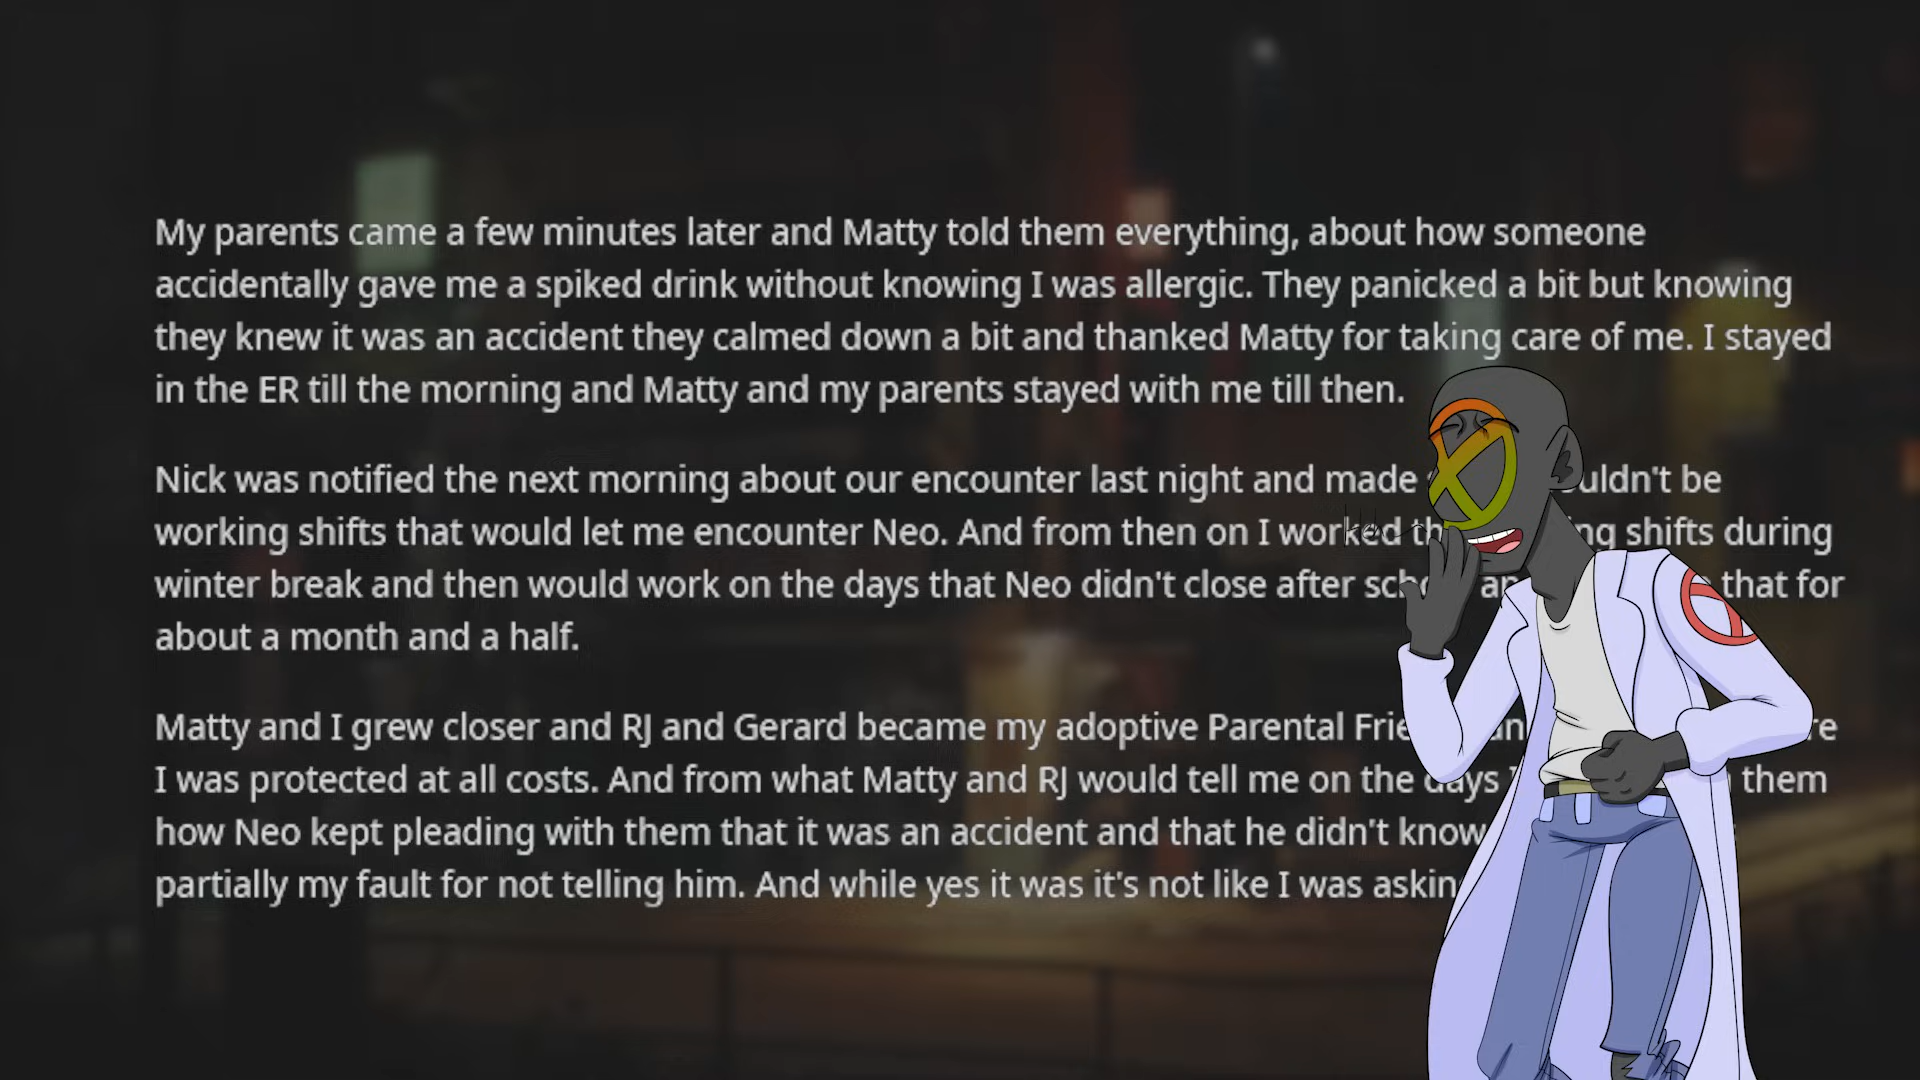 My parents came a few minutes later and Matty told them everything, about how someone
accidentally gave me a spiked drink without knowing I was allergic. They panicked a bit but knowing
they knew it was an accident they calmed down a bit and thanked Matty for taking care of me. I stayed
in the ER till the morning and Matty and my parents stayed with me till then.
Nick was notified the next morning about our encounter last night and made be
working shifts that would let me encounter Neo. And from then on I worked shifts during
winter break and then would work on the days that Neo didn't close after that for
about a month and a half.
Matty and I grew closer and RJ and Gerard became my adoptive Parental
I was protected at all costs. And from what Matty and RJ would tell me on the days them
how Neo kept pleading with them that it was an accident and that he didn't know
partially my fault for not telling him. And while yes it was it's not like I was